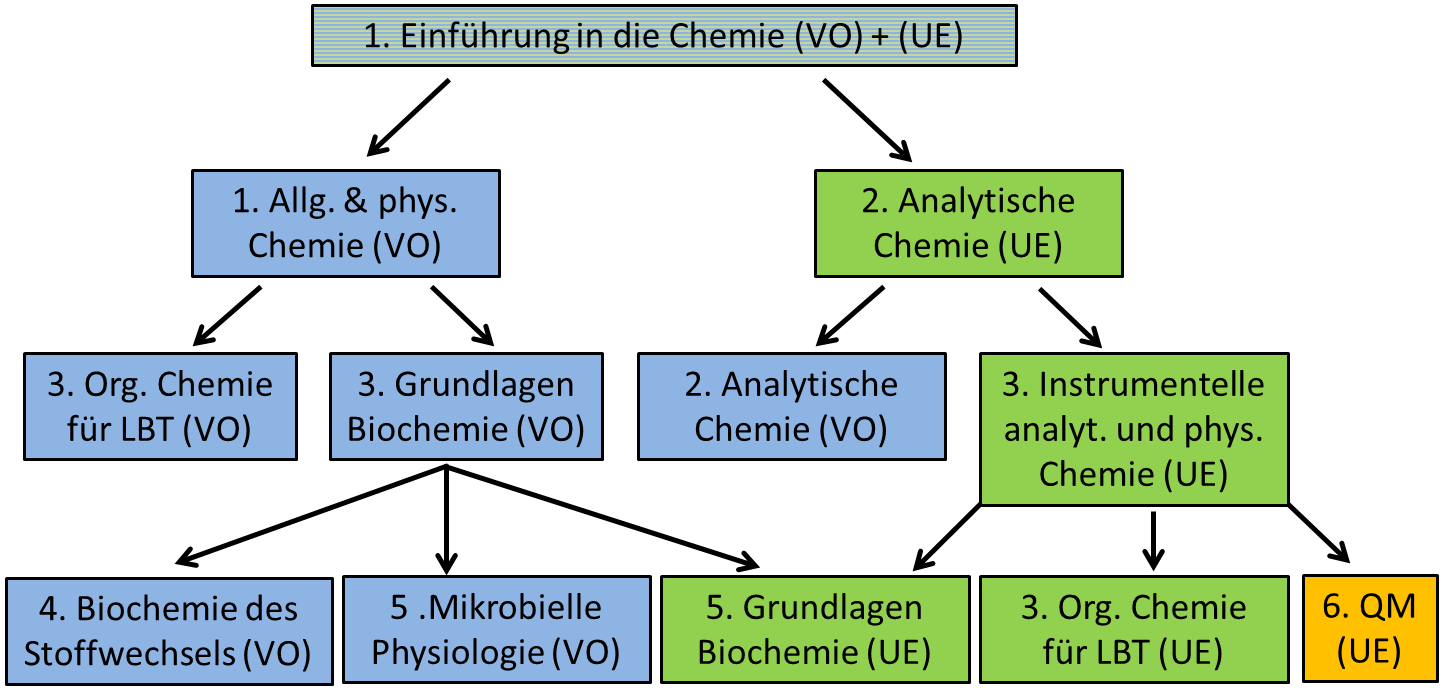 1. Einführung in die Chemie (VO) + (UE)
1. Allg. & phys.
Chemie (VO)
2. Analytische
Chemie (UE)
3. Org. Chemie
für LBT (VO)
3. Grundlagen
Biochemie (VO)
2. Analytische
Chemie (VO)
3. Instrumentelle
analyt. und phys.
Chemie (UE)
4. Biochemie des
Stoffwechsels (VO)
5 .Mikrobielle
Physiologie (VO)
5. Grundlagen
Biochemie (UE)
3. Org. Chemie
für LBT (UE)
6. QM
(UE)